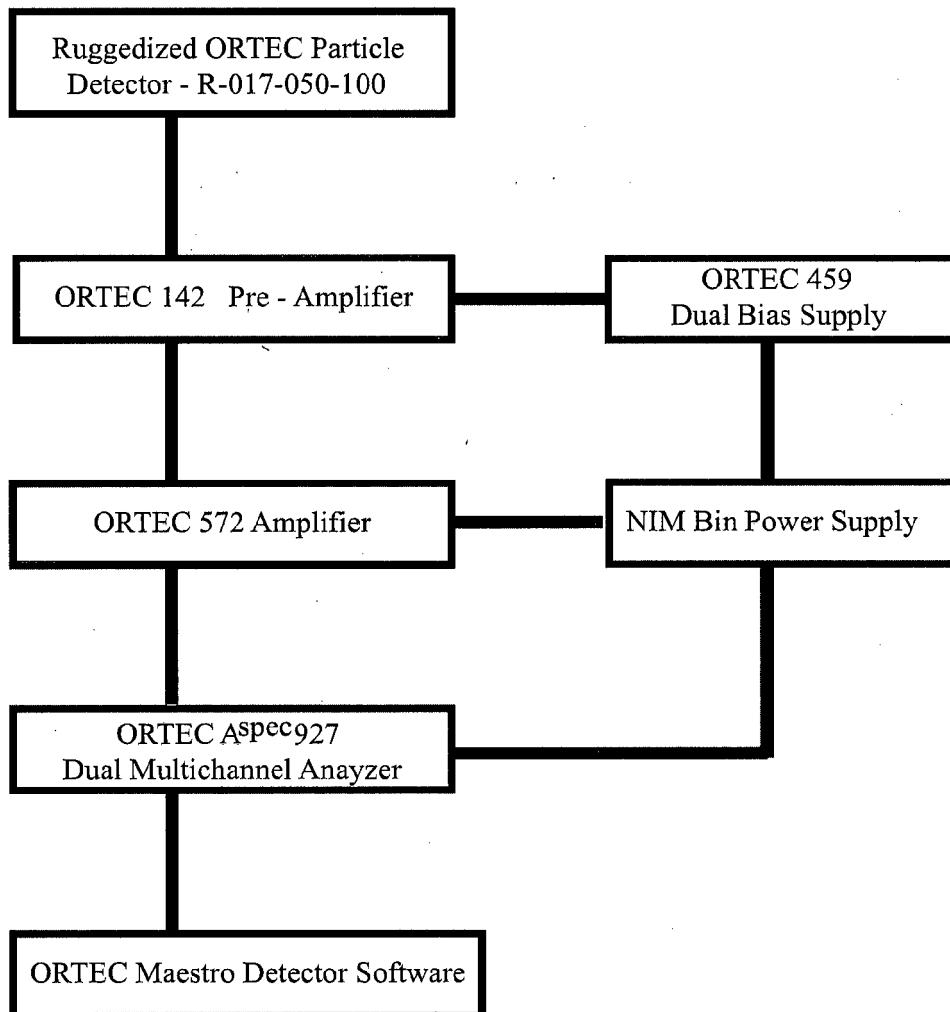 Ruggedized ORTEC Particle
Detector - R-017-050-100
ORTEC 142 Pre - Amplifier
ORTEC 459
Dual Bias Supply
ORTEC 572 Amplifier
NIM Bin Power Supply
ORTEC Aspec927
Dual Multichannel Anayzer
ORTEC Maestro Detector Software